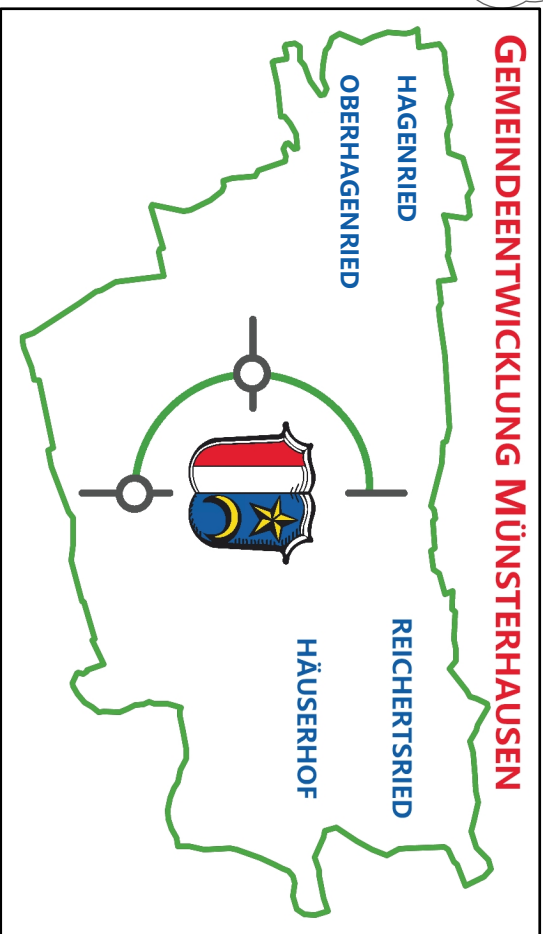 GEMEINDEENTWICKLUNG MÜNSTERHAUSEN
HAGENRIED
OBERHAGENRIED
REICHERTSRIED
HÄUSERHOF